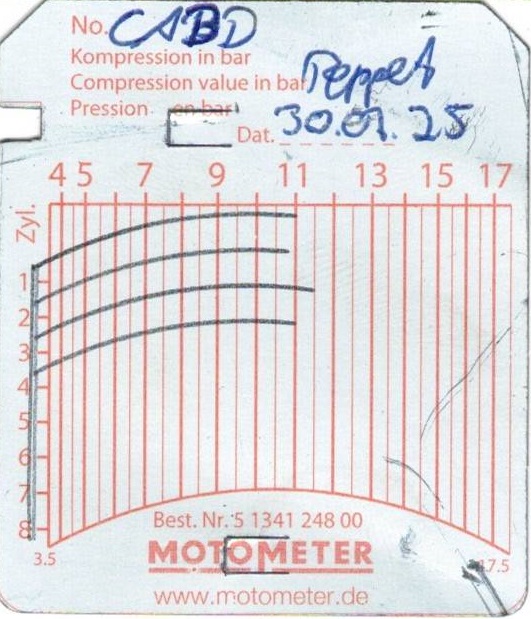 No. CABD
Kompression in bar
Compression value in bar
Pression en bar
Dat. 30.01.25
4 5 7 9 11 13 15 17
Zyl.
1
2
3
4
5
6
7
8
3.5
17.5
Best. Nr. 5 1341 248 00
MOTOMETER
www.motometer.de